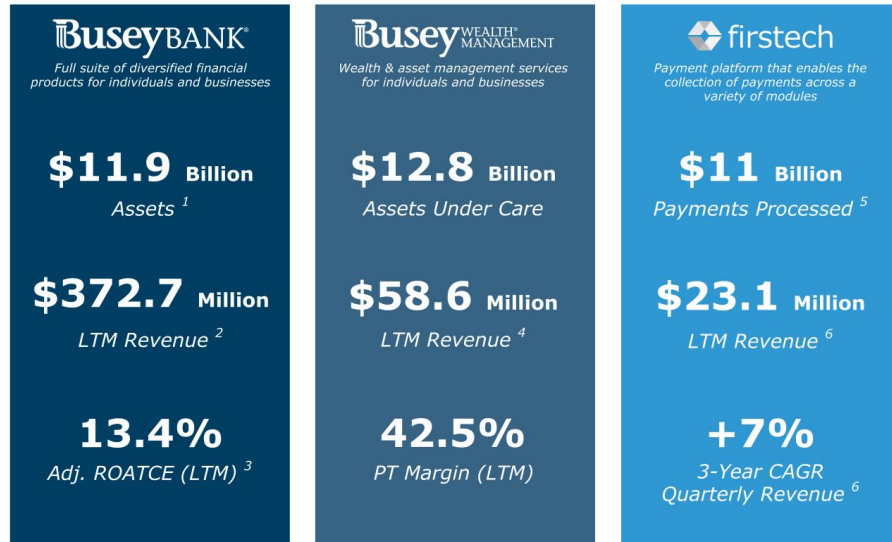 BuseyBANK®
Full suite of diversified financial
products for individuals and businesses
$11.9 Billion
Assets 1
$372.7 Million
LTM Revenue 2
13.4%
Adj. ROATCE (LTM) 3
Busey WEALTH®
MANAGEMENT
Wealth & asset management services
for individuals and businesses
$12.8 Billion
Assets Under Care
$58.6 Million
LTM Revenue 4
42.5%
PT Margin (LTM)
firstech
Payment platform that enables the
collection of payments across a
variety of modules
$11 Billion
Payments Processed 5
$23.1 Million
LTM Revenue 6
+7%
3-Year CAGR
Quarterly Revenue 6